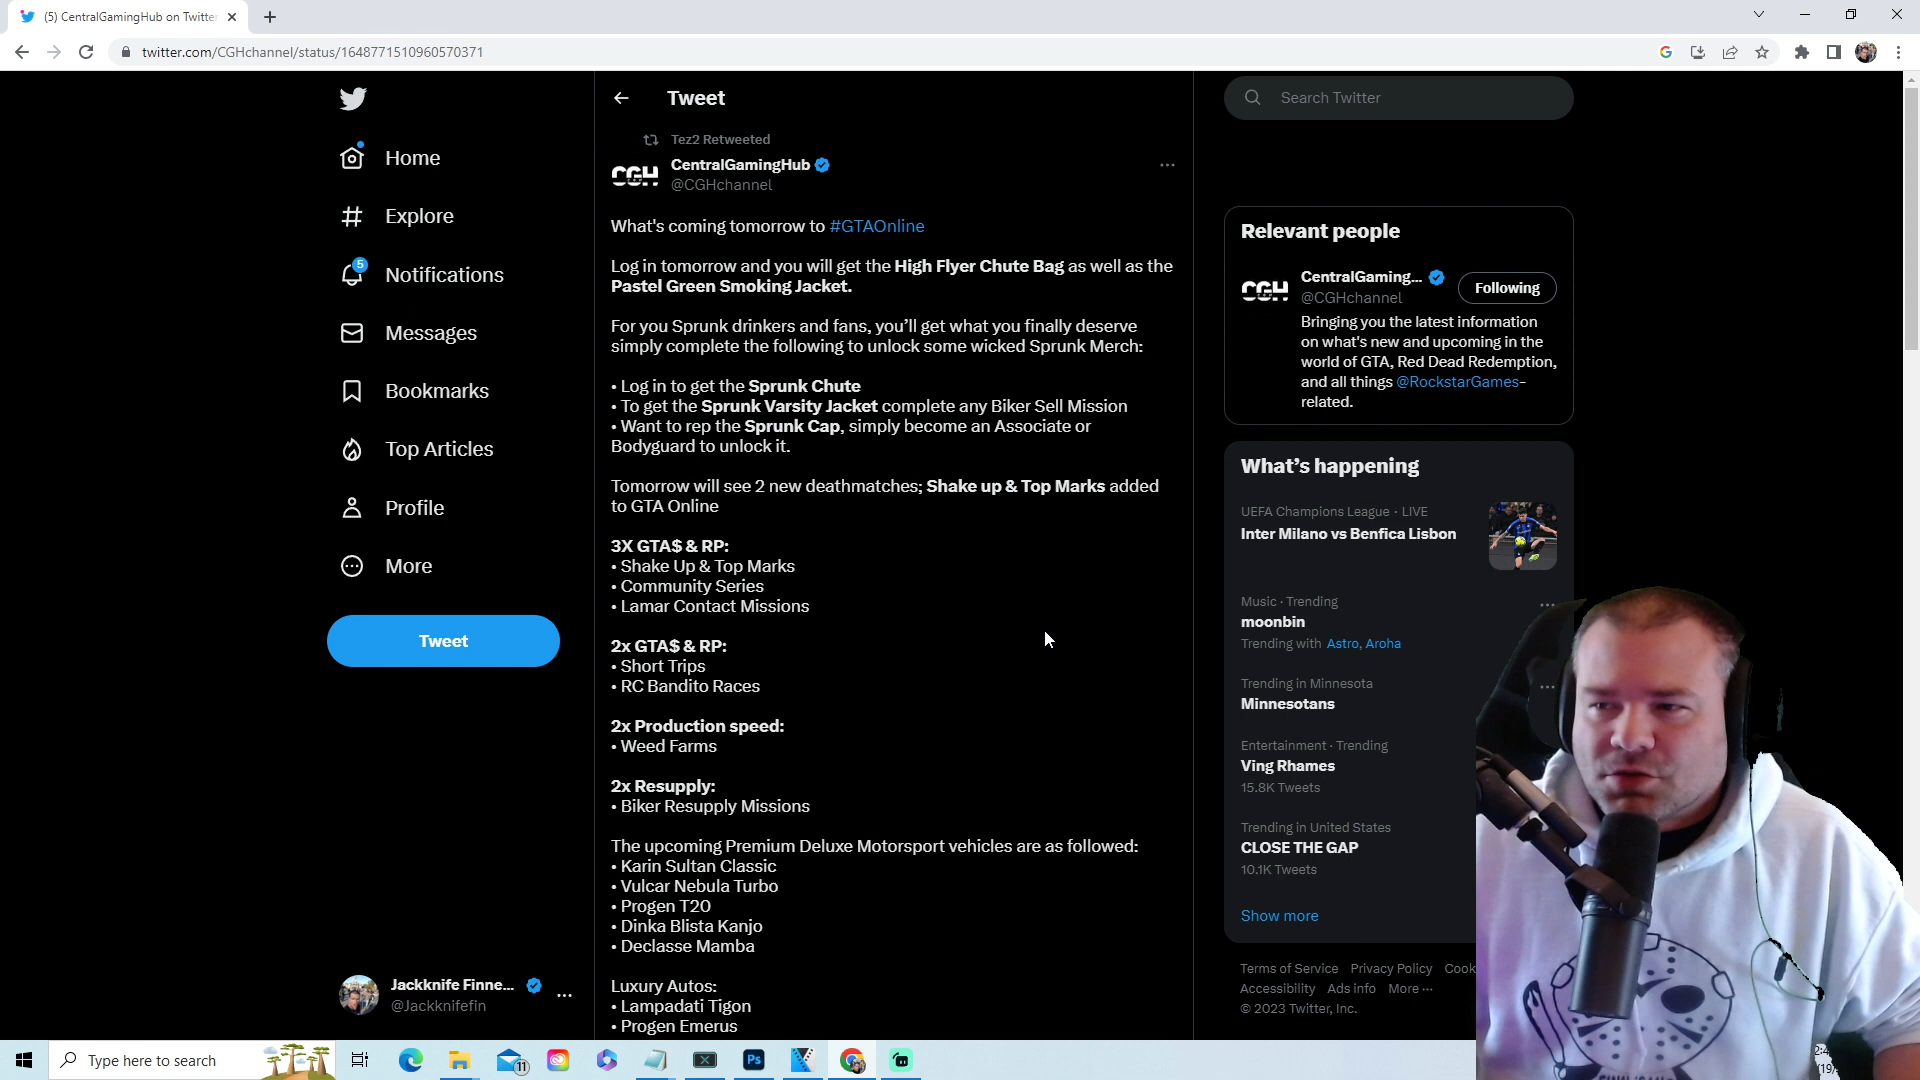 (5) CentralGamingHub on Twitter
twitter.com/CGHchannel/status/1648771510960570371
Home
Explore
5
Notifications
Messages
Bookmarks
Top Articles
Profile
More
Tweet
Jackknife Finne...
@Jackknifefin
Tweet
Tez2 Retweeted
CGH
CentralGamingHub
@CGHchannel
What's coming tomorrow to #GTAOnline
Log in tomorrow and you will get the High Flyer Chute Bag as well as the
Pastel Green Smoking Jacket.
For you Sprunk drinkers and fans, you'll get what you finally deserve
simply complete the following to unlock some wicked Sprunk Merch:
• Log in to get the Sprunk Chute
• To get the Sprunk Varsity Jacket complete any Biker Sell Mission
• Want to rep the Sprunk Cap, simply become an Associate or
Bodyguard to unlock it.
Tomorrow will see 2 new deathmatches; Shake up & Top Marks added
to GTA Online
3X GTA$ & RP:
• Shake Up & Top Marks
• Community Series
• Lamar Contact Missions
2x GTA$ & RP:
• Short Trips
• RC Bandito Races
2x Production speed:
• Weed Farms
2x Resupply:
• Biker Resupply Missions
The upcoming Premium Deluxe Motorsport vehicles are as followed:
• Karin Sultan Classic
• Vulcar Nebula Turbo
• Progen T20
• Dinka Blista Kanjo
• Declasse Mamba
Luxury Autos:
• Lampadati Tigon
• Progen Emerus
Search Twitter
Relevant people
CGH
CentralGaming...
@CGHchannel
Following
Bringing you the latest information
on what's new and upcoming in the
world of GTA, Red Dead Redemption,
and all things @RockstarGames-
related.
What's happening
UEFA Champions League · LIVE
Inter Milano vs Benfica Lisbon
Music · Trending
moonbin
Trending with Astro, Aroha
Trending in Minnesota
Minnesotans
Entertainment · Trending
Ving Rhames
15.8K Tweets
Trending in United States
CLOSE THE GAP
10.1K Tweets
Show more
Terms of Service Privacy Policy Cook
Accessibility Ads info More ...
© 2023 Twitter, Inc.
Type here to search
11
Ps